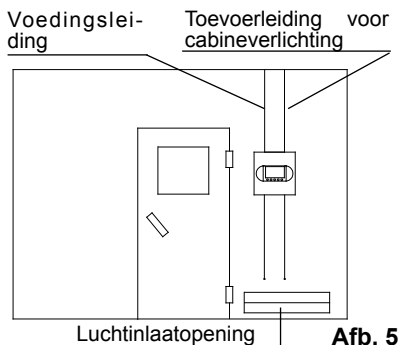 Voedingslei-
ding
Toevoerleiding voor
cabineverlichting
Luchtinlaatopening
Afb. 5